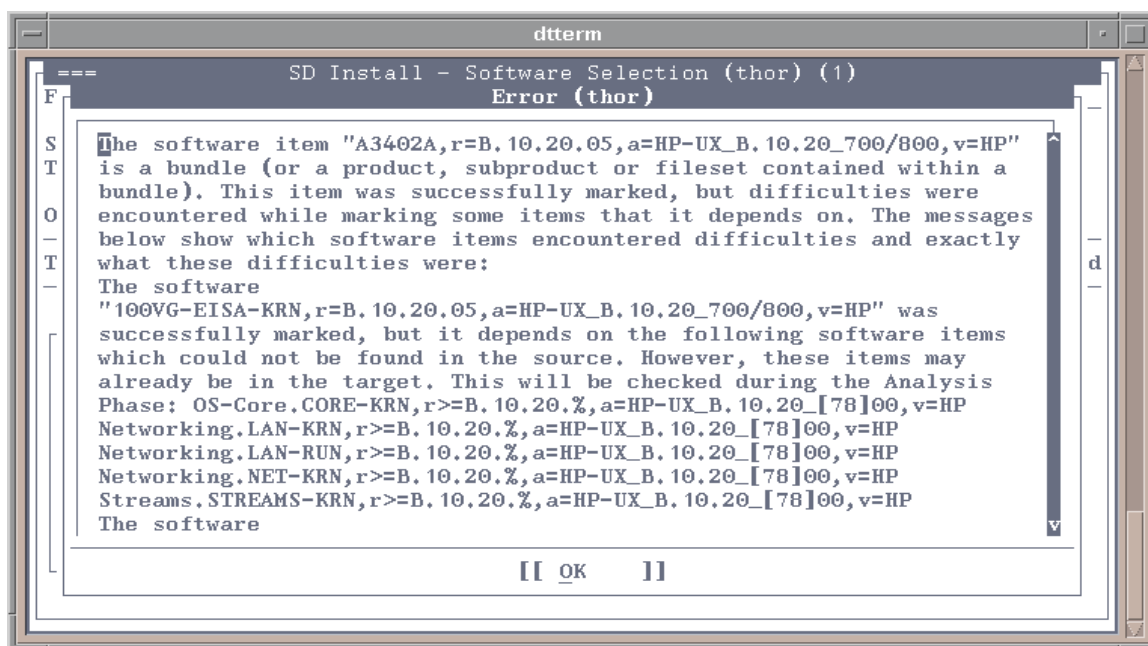 dtterm
=== SD Install - Software Selection (thor) (1)
Error (thor)
F
S
T
O
T
d
The software item "A3402A,r=B.10.20.05,a=HP-UX_B.10.20_700/800,v=HP"
is a bundle (or a product, subproduct or fileset contained within a
bundle). This item was successfully marked, but difficulties were
encountered while marking some items that it depends on. The messages
below show which software items encountered difficulties and exactly
what these difficulties were:
The software
"100VG-EISA-KRN,r=B.10.20.05,a=HP-UX_B.10.20_700/800,v=HP" was
successfully marked, but it depends on the following software items
which could not be found in the source. However, these items may
already be in the target. This will be checked during the Analysis
Phase: OS-Core.CORE-KRN,r>=B.10.20.%,a=HP-UX_B.10.20_[78]00,v=HP
Networking.LAN-KRN,r>=B.10.20.%,a=HP-UX_B.10.20_[78]00,v=HP
Networking.LAN-RUN,r>=B.10.20.%,a=HP-UX_B.10.20_[78]00,v=HP
Networking.NET-KRN,r>=B.10.20.%,a=HP-UX_B.10.20_[78]00,v=HP
Streams.STREAMS-KRN,r>=B.10.20.%,a=HP-UX_B.10.20_[78]00,v=HP
The software
[[ OK ]]